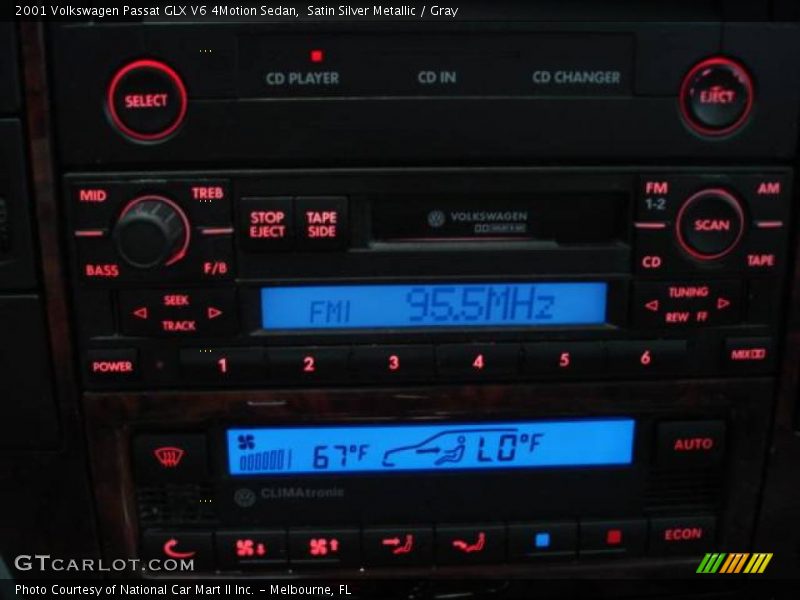 2001 Volkswagen Passat GLX V6 4Motion Sedan, Satin Silver Metallic / Gray
CD PLAYER CD IN CD CHANGER
SELECT EJECT
MID TREB FM AM
1-2
STOP EJECT TAPE SIDE VOLKSWAGEN SCAN
BASS F/B CD TAPE
SEEK TUNING
FM1 95.5MHz
TRACK REW FF
POWER 1 2 3 4 5 6 MIX
67°F LO°F AUTO
CLIMAtronic
ECON
GTCARLOT.COM
Photo Courtesy of National Car Mart II Inc. - Melbourne, FL